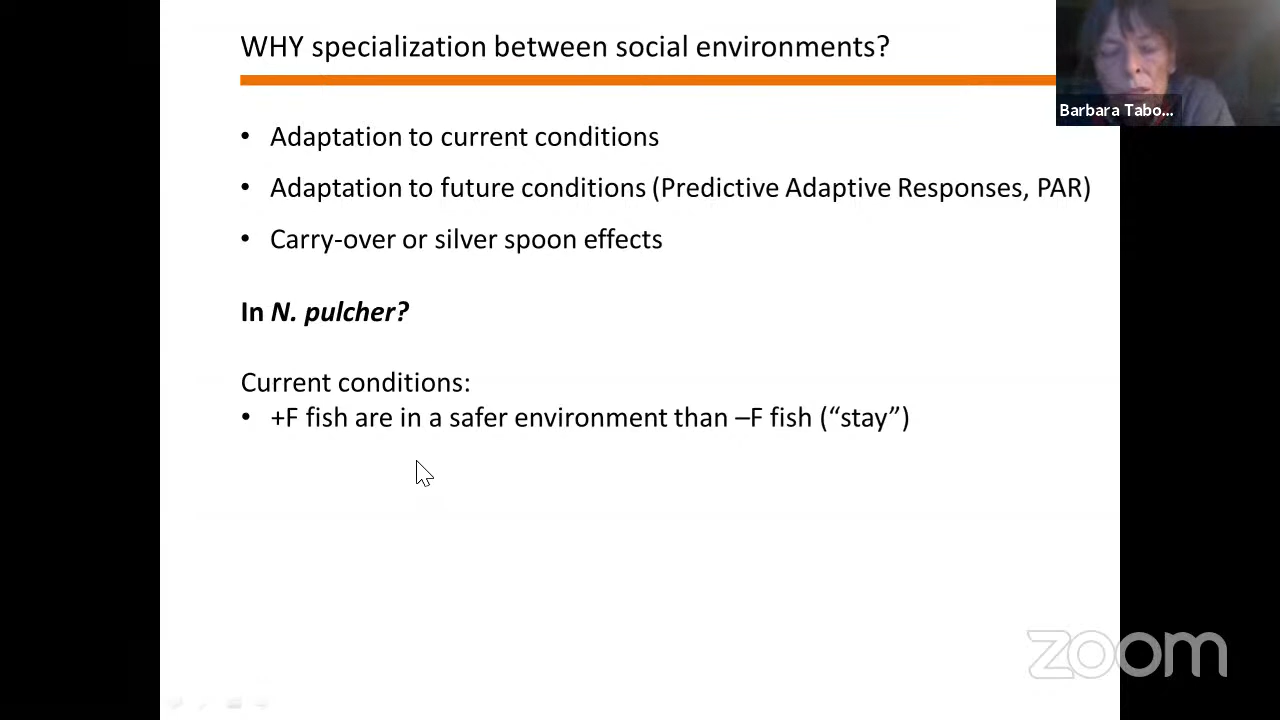 WHY specialization between social environments?
Barbara Tabo...
• Adaptation to current conditions
• Adaptation to future conditions (Predictive Adaptive Responses, PAR)
• Carry-over or silver spoon effects
In N. pulcher?
Current conditions:
• +F fish are in a safer environment than –F fish (“stay”)
zoom